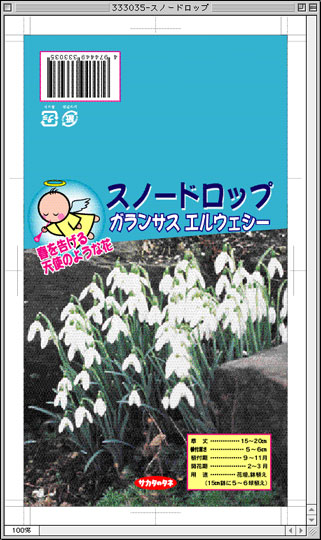 333035-スノードロップ
4 974449 333035
スノードロップ
ガランサス エルウェシー
春を告げる
天使のような花
草丈……………15〜20cm
植付深さ……………5〜6cm
植付期……………9〜11月
開花期……………2〜3月
用途……………花壇、鉢植え
(15cm鉢に5〜6球植え)
サカタのタネ
100%